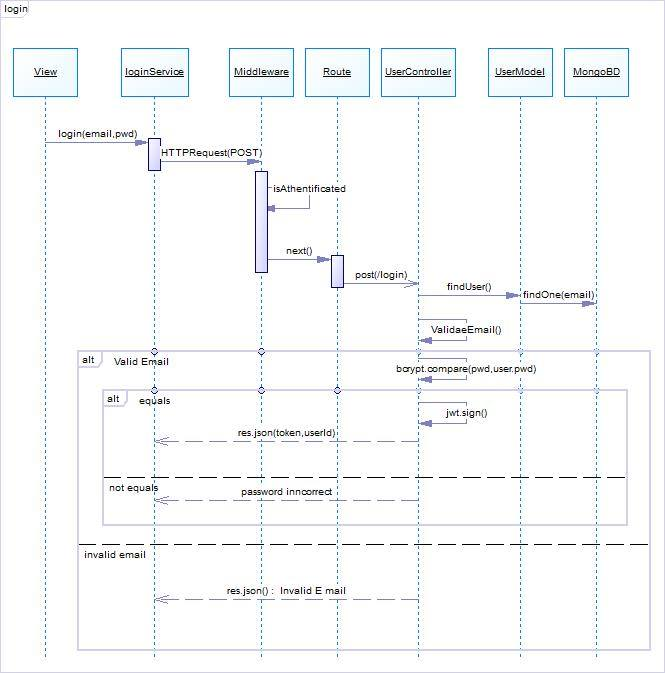 login
View
loginService
Middleware
Route
UserController
UserModel
MongoBD
login(email,pwd)
HTTPRequest(POST)
isAthentificated
next()
post(/login)
findUser()
findOne(email)
ValidaeEmail()
alt
Valid Email
bcrypt.compare(pwd,user.pwd)
alt
equals
jwt.sign()
res.json(token,userId)
not equals
password inncorrect
invalid email
res.json() : Invalid E mail